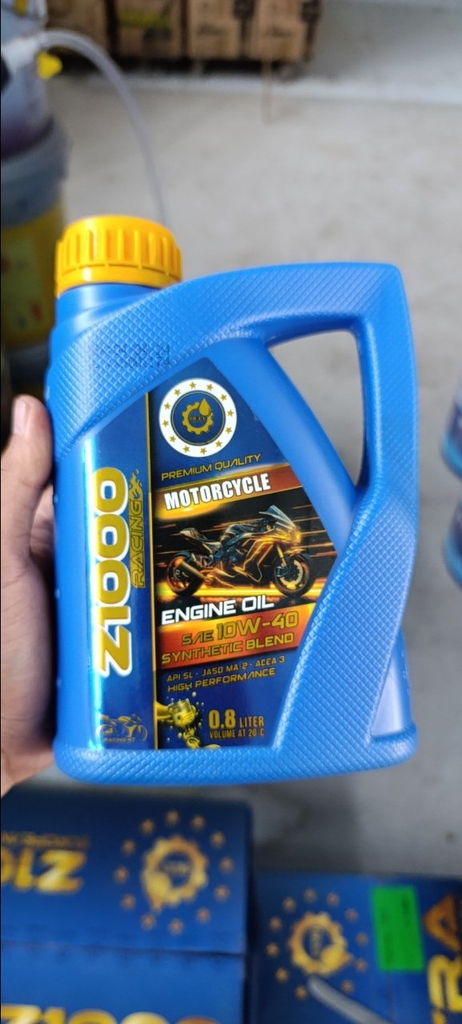 Z1000
RACING
PREMIUM QUALITY
MOTORCYCLE
ENGINE OIL
SAE 10W-40
SYNTHETIC BLEND
API SL - JASO MA 2 - ACEA 3
HIGH PERFORMANCE
0.8 LITER
VOLUME AT 20 C